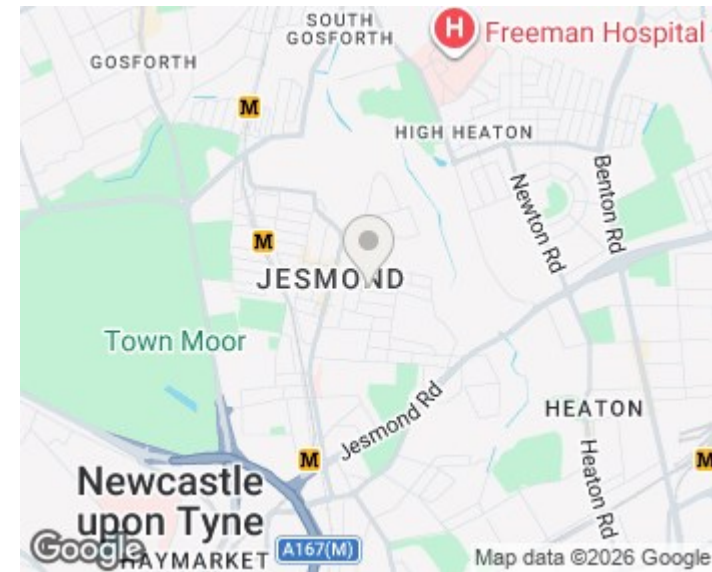 SOUTH
GOSFORTH
H Freeman Hospital
GOSFORTH
M
HIGH HEATON
Benton Rd
Newton Rd
M
JESMOND
Town Moor
Jesmond Rd
HEATON
Heaton Rd
M
M
Newcastle
upon Tyne
HAYMARKET
A167(M)
Google
Map data ©2026 Google